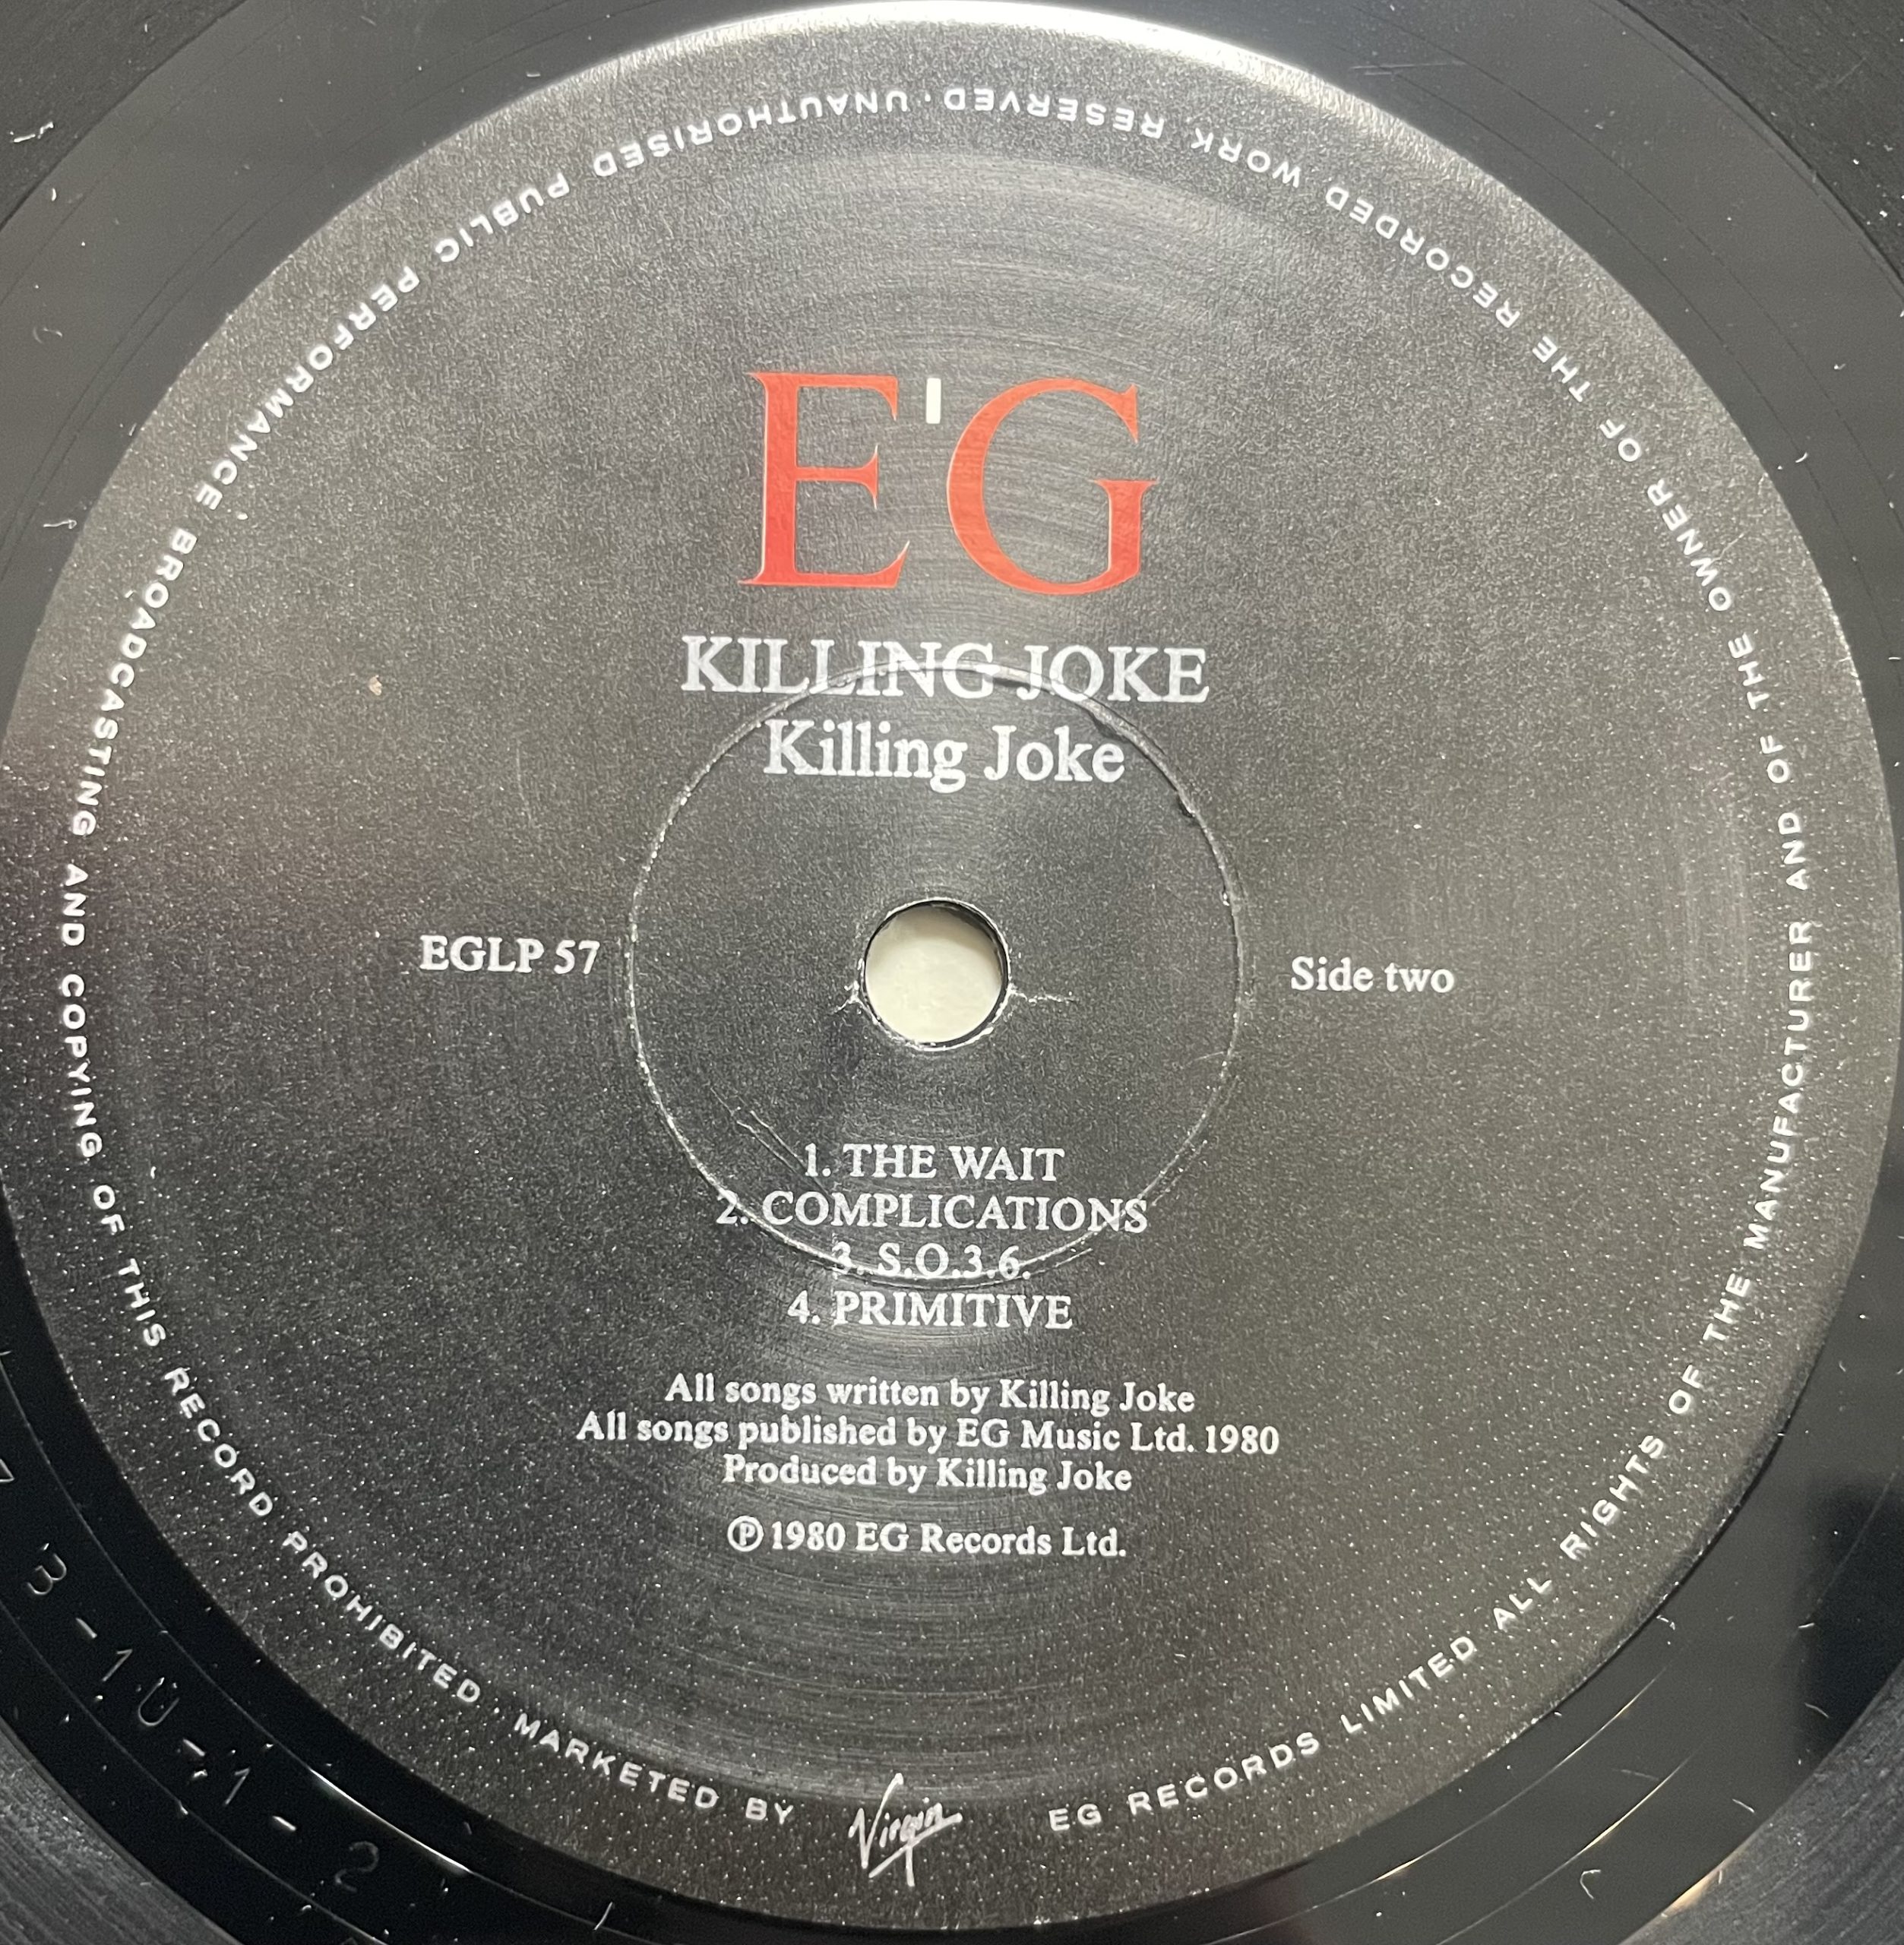 E'G
KILLING JOKE
Killing Joke
EGLP 57
Side two
1. THE WAIT
2. COMPLICATIONS
3. S.O.3.6.
4. PRIMITIVE
All songs written by Killing Joke
All songs published by EG Music Ltd. 1980
Produced by Killing Joke
℗ 1980 EG Records Ltd.
EG RECORDS LIMITED ALL RIGHTS OF THE MANUFACTURER AND OF THE OWNER OF THE RECORDED WORK RESERVED · UNAUTHORISED PUBLIC PERFORMANCE BROADCASTING AND COPYING OF THIS RECORD PROHIBITED · MARKETED BY Virgin
B-1U-1-2